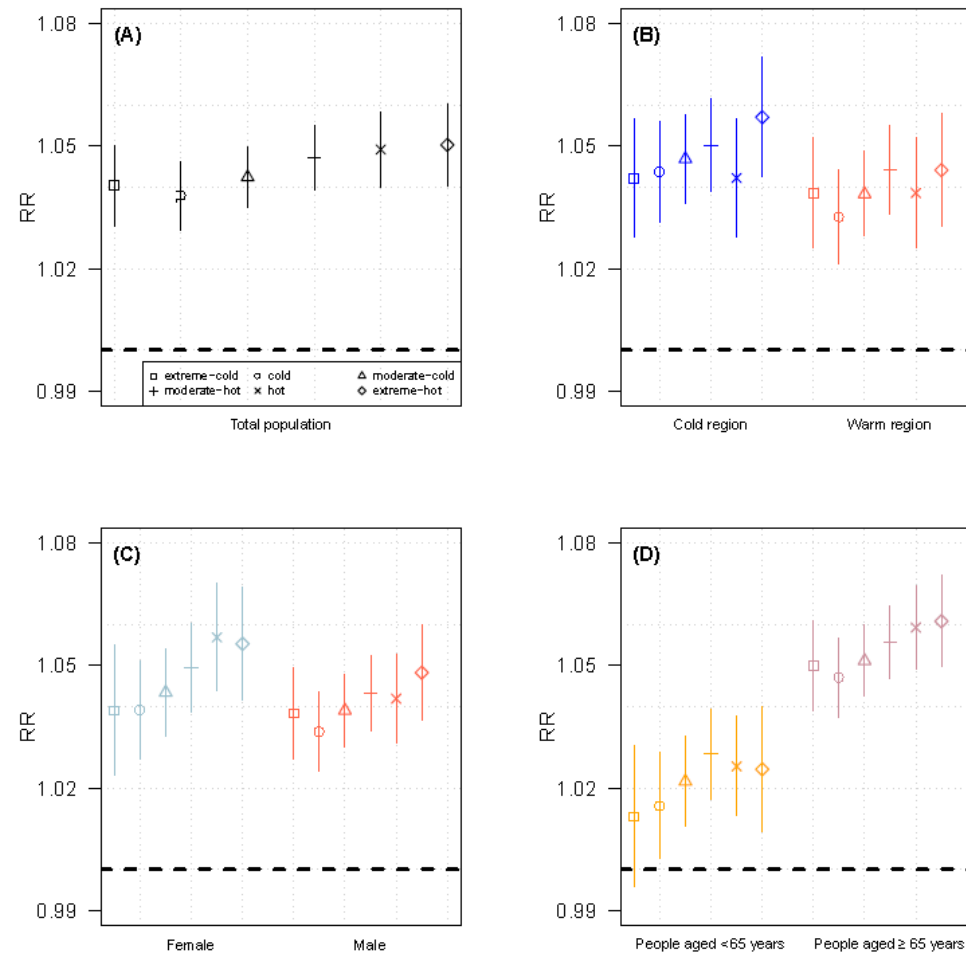 (A)
1.08
1.05
1.02
0.99
RR
extreme-cold cold moderate-cold
moderate-hot hot extreme-hot
Total population
(B)
1.08
1.05
1.02
0.99
RR
Cold region Warm region
(C)
1.08
1.05
1.02
0.99
RR
Female Male
(D)
1.08
1.05
1.02
0.99
RR
People aged <65 years People aged ≥ 65 years